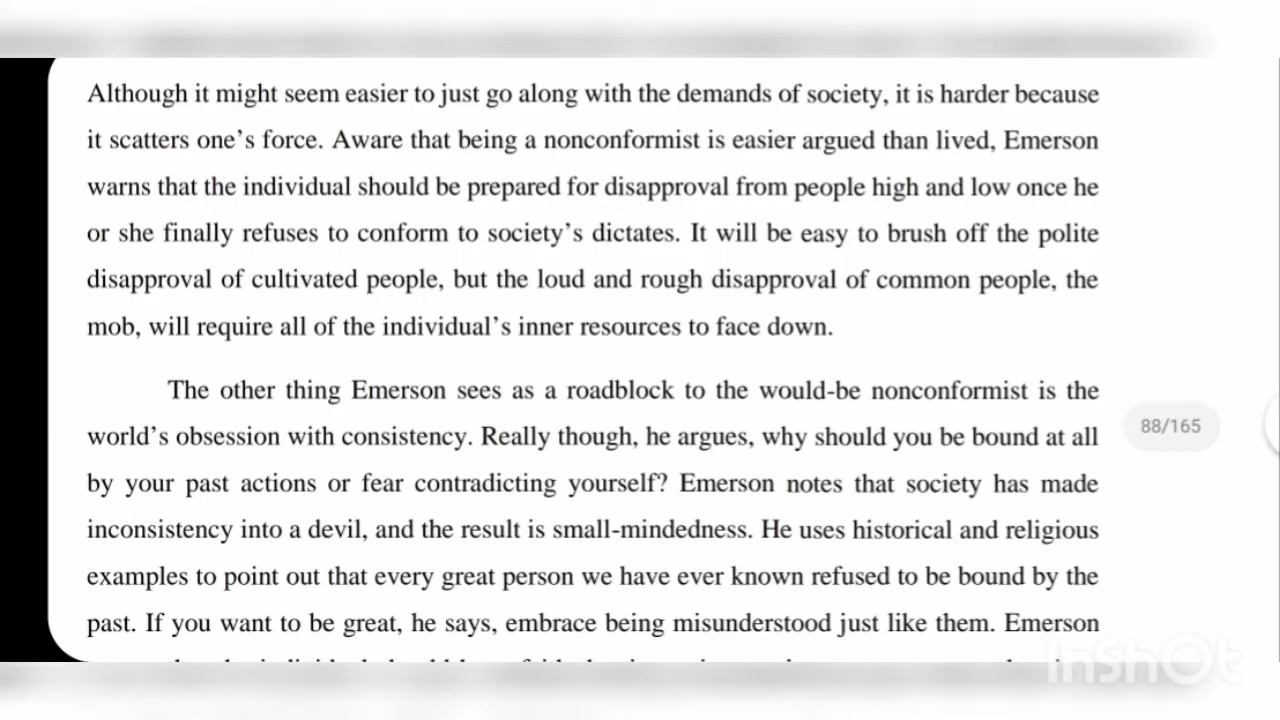 Although it might seem easier to just go along with the demands of society, it is harder because
it scatters one's force. Aware that being a nonconformist is easier argued than lived, Emerson
warns that the individual should be prepared for disapproval from people high and low once he
or she finally refuses to conform to society's dictates. It will be easy to brush off the polite
disapproval of cultivated people, but the loud and rough disapproval of common people, the
mob, will require all of the individual's inner resources to face down.
The other thing Emerson sees as a roadblock to the would-be nonconformist is the
world's obsession with consistency. Really though, he argues, why should you be bound at all
88/165
by your past actions or fear contradicting yourself? Emerson notes that society has made
inconsistency into a devil, and the result is small-mindedness. He uses historical and religious
examples to point out that every great person we have ever known refused to be bound by the
past. If you want to be great, he says, embrace being misunderstood just like them. Emerson
InShOt